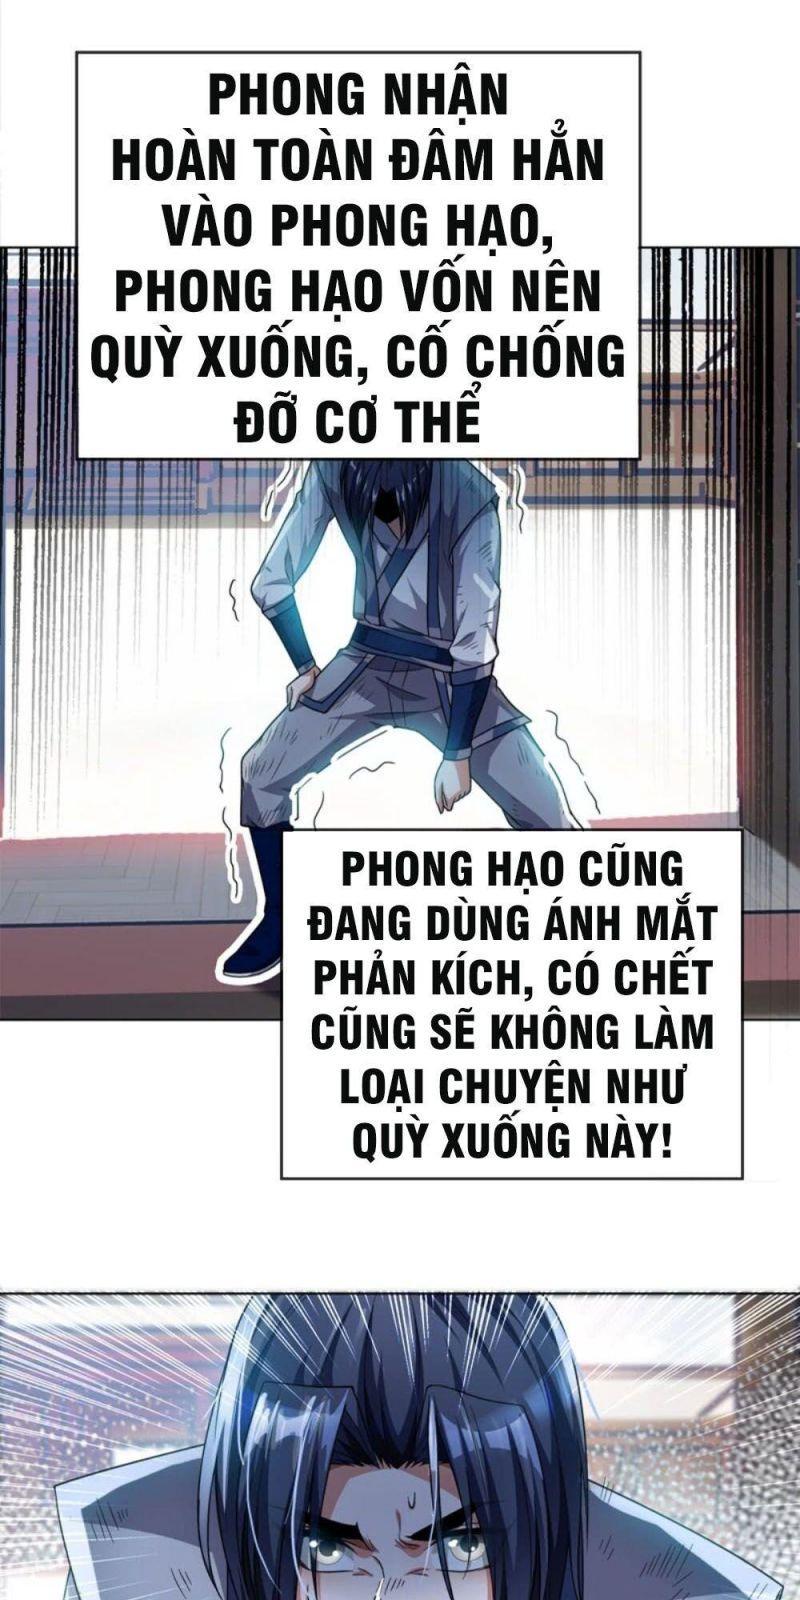 PHONG NHẬN
HOÀN TOÀN ĐÂM HẲN
VÀO PHONG HẠO,
PHONG HẠO VỐN NÊN
QUỲ XUỐNG, CỐ CHỐNG
ĐỠ CƠ THỂ
PHONG HẠO CŨNG
ĐANG DÙNG ÁNH MẮT
PHẢN KÍCH, CÓ CHẾT
CŨNG SẼ KHÔNG LÀM
LOẠI CHUYỆN NHƯ
QUỲ XUỐNG NÀY!